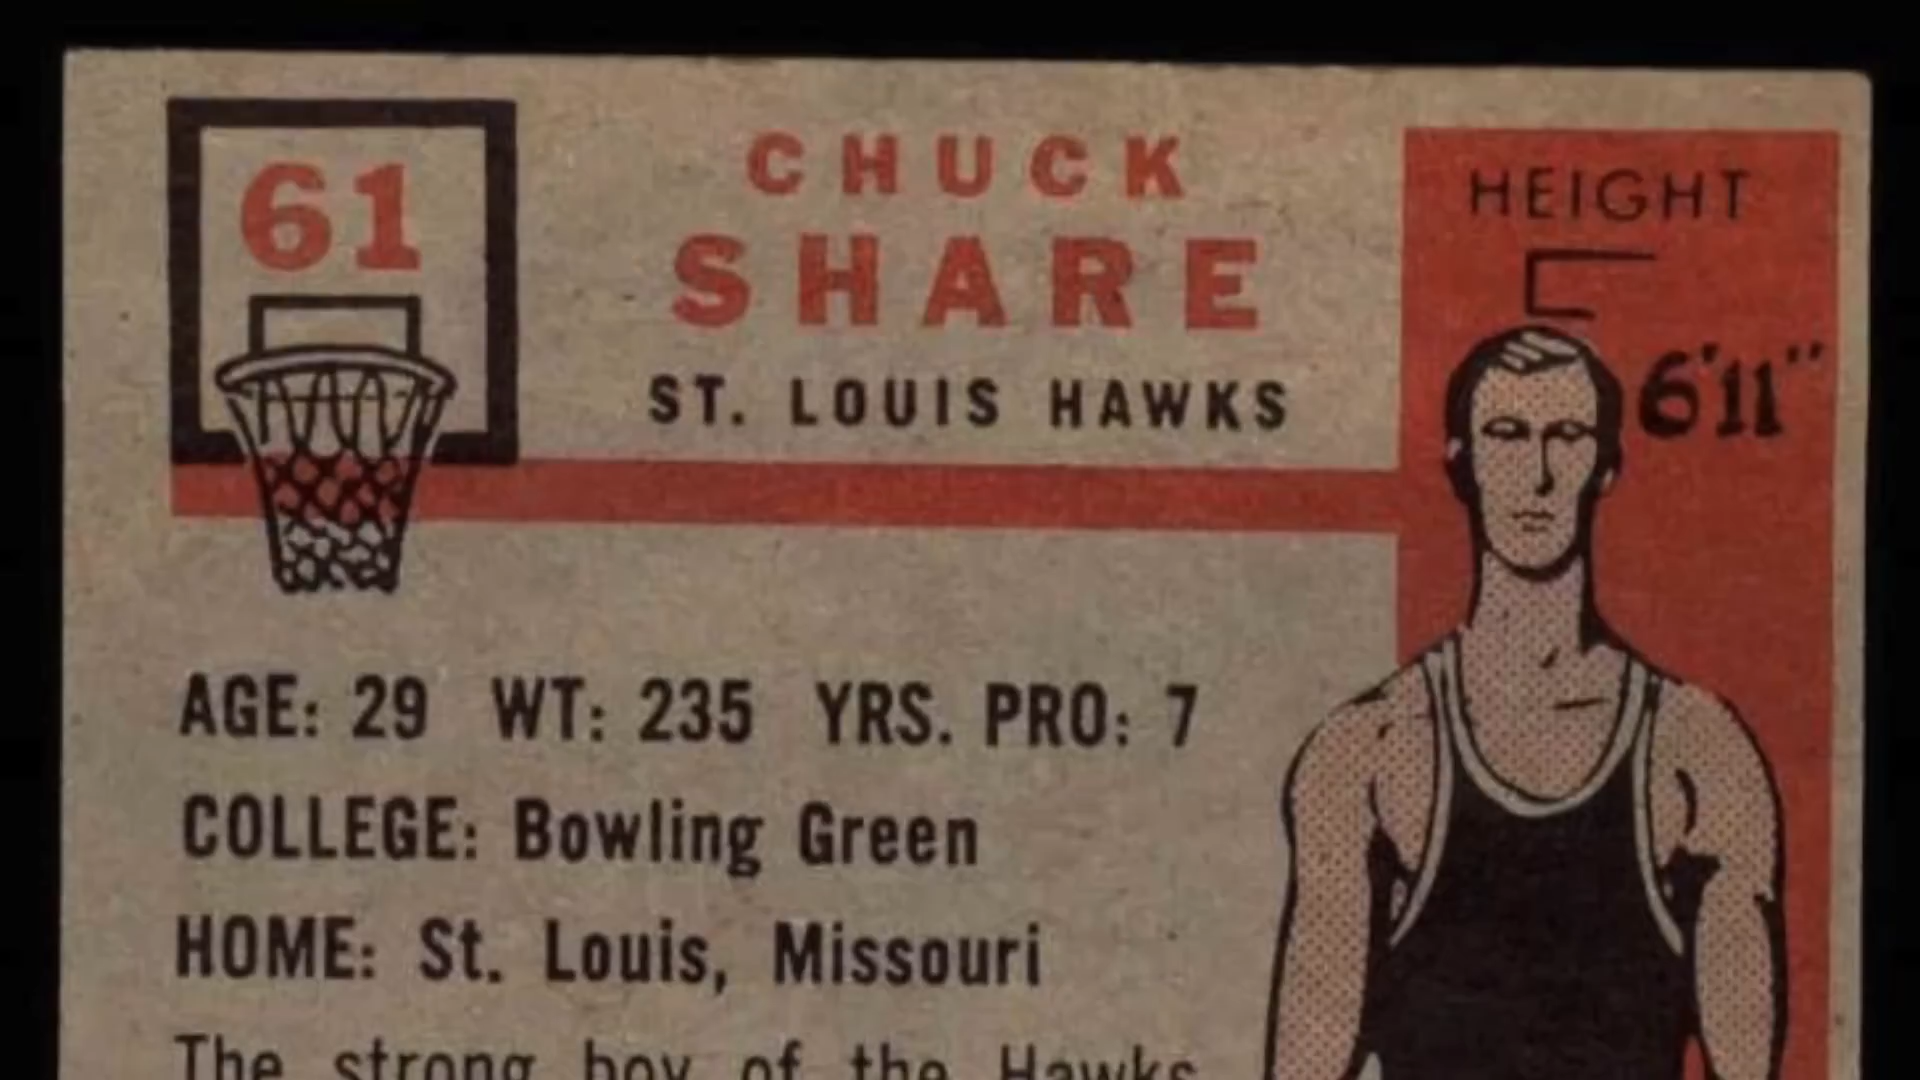 61
CHUCK
SHARE
ST. LOUIS HAWKS
HEIGHT
6'11"
AGE: 29 WT: 235 YRS. PRO: 7
COLLEGE: Bowling Green
HOME: St. Louis, Missouri
The strong boy of the Hawks